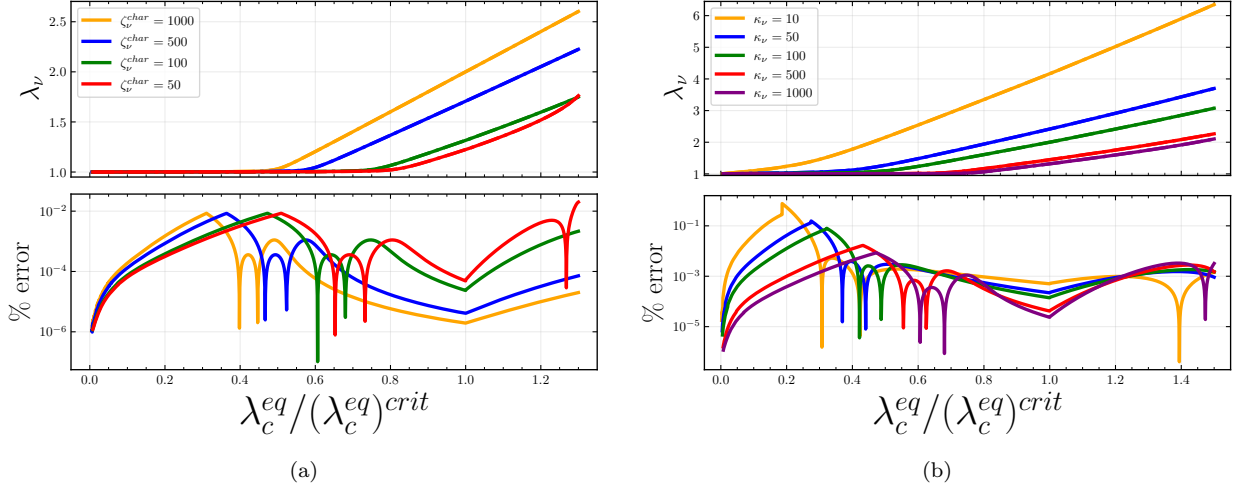 2.5
2.0
1.5
1.0
λ_ν
ζ_ν^{char} = 1000
ζ_ν^{char} = 500
ζ_ν^{char} = 100
ζ_ν^{char} = 50
10^{−2}
10^{−4}
10^{−6}
% error
0.0 0.2 0.4 0.6 0.8 1.0 1.2
λ_c^{eq}/(λ_c^{eq})^{crit}
(a)
6
5
4
3
2
1
λ_ν
κ_ν = 10
κ_ν = 50
κ_ν = 100
κ_ν = 500
κ_ν = 1000
10^{−1}
10^{−3}
10^{−5}
% error
0.0 0.2 0.4 0.6 0.8 1.0 1.2 1.4
λ_c^{eq}/(λ_c^{eq})^{crit}
(b)